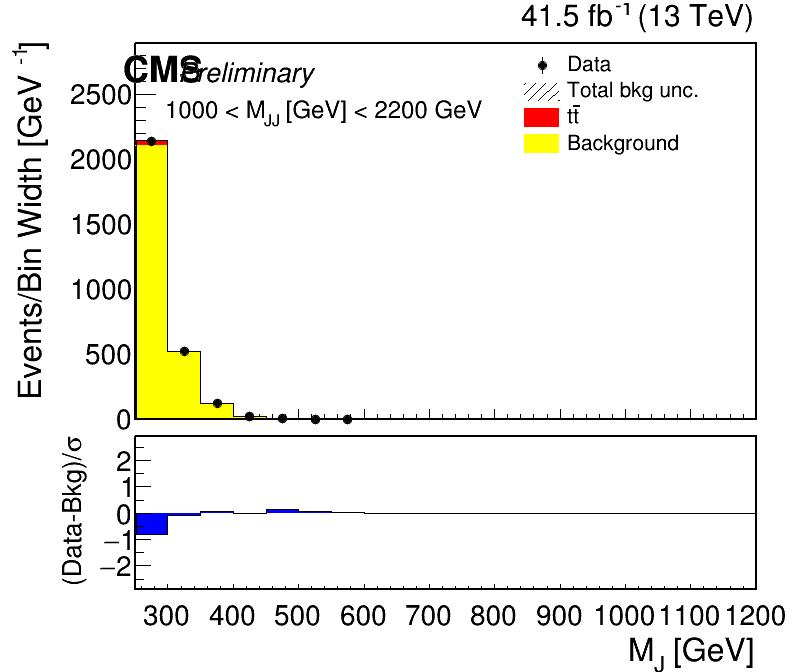 41.5 fb⁻¹ (13 TeV)
CMS Preliminary
1000 < M_JJ [GeV] < 2200 GeV
Data
Total bkg unc.
tt̄
Background
Events/Bin Width [GeV⁻¹]
2500
2000
1500
1000
500
0
(Data-Bkg)/σ
2
1
0
−1
−2
300 400 500 600 700 800 900 1000 1100 1200
M_J [GeV]